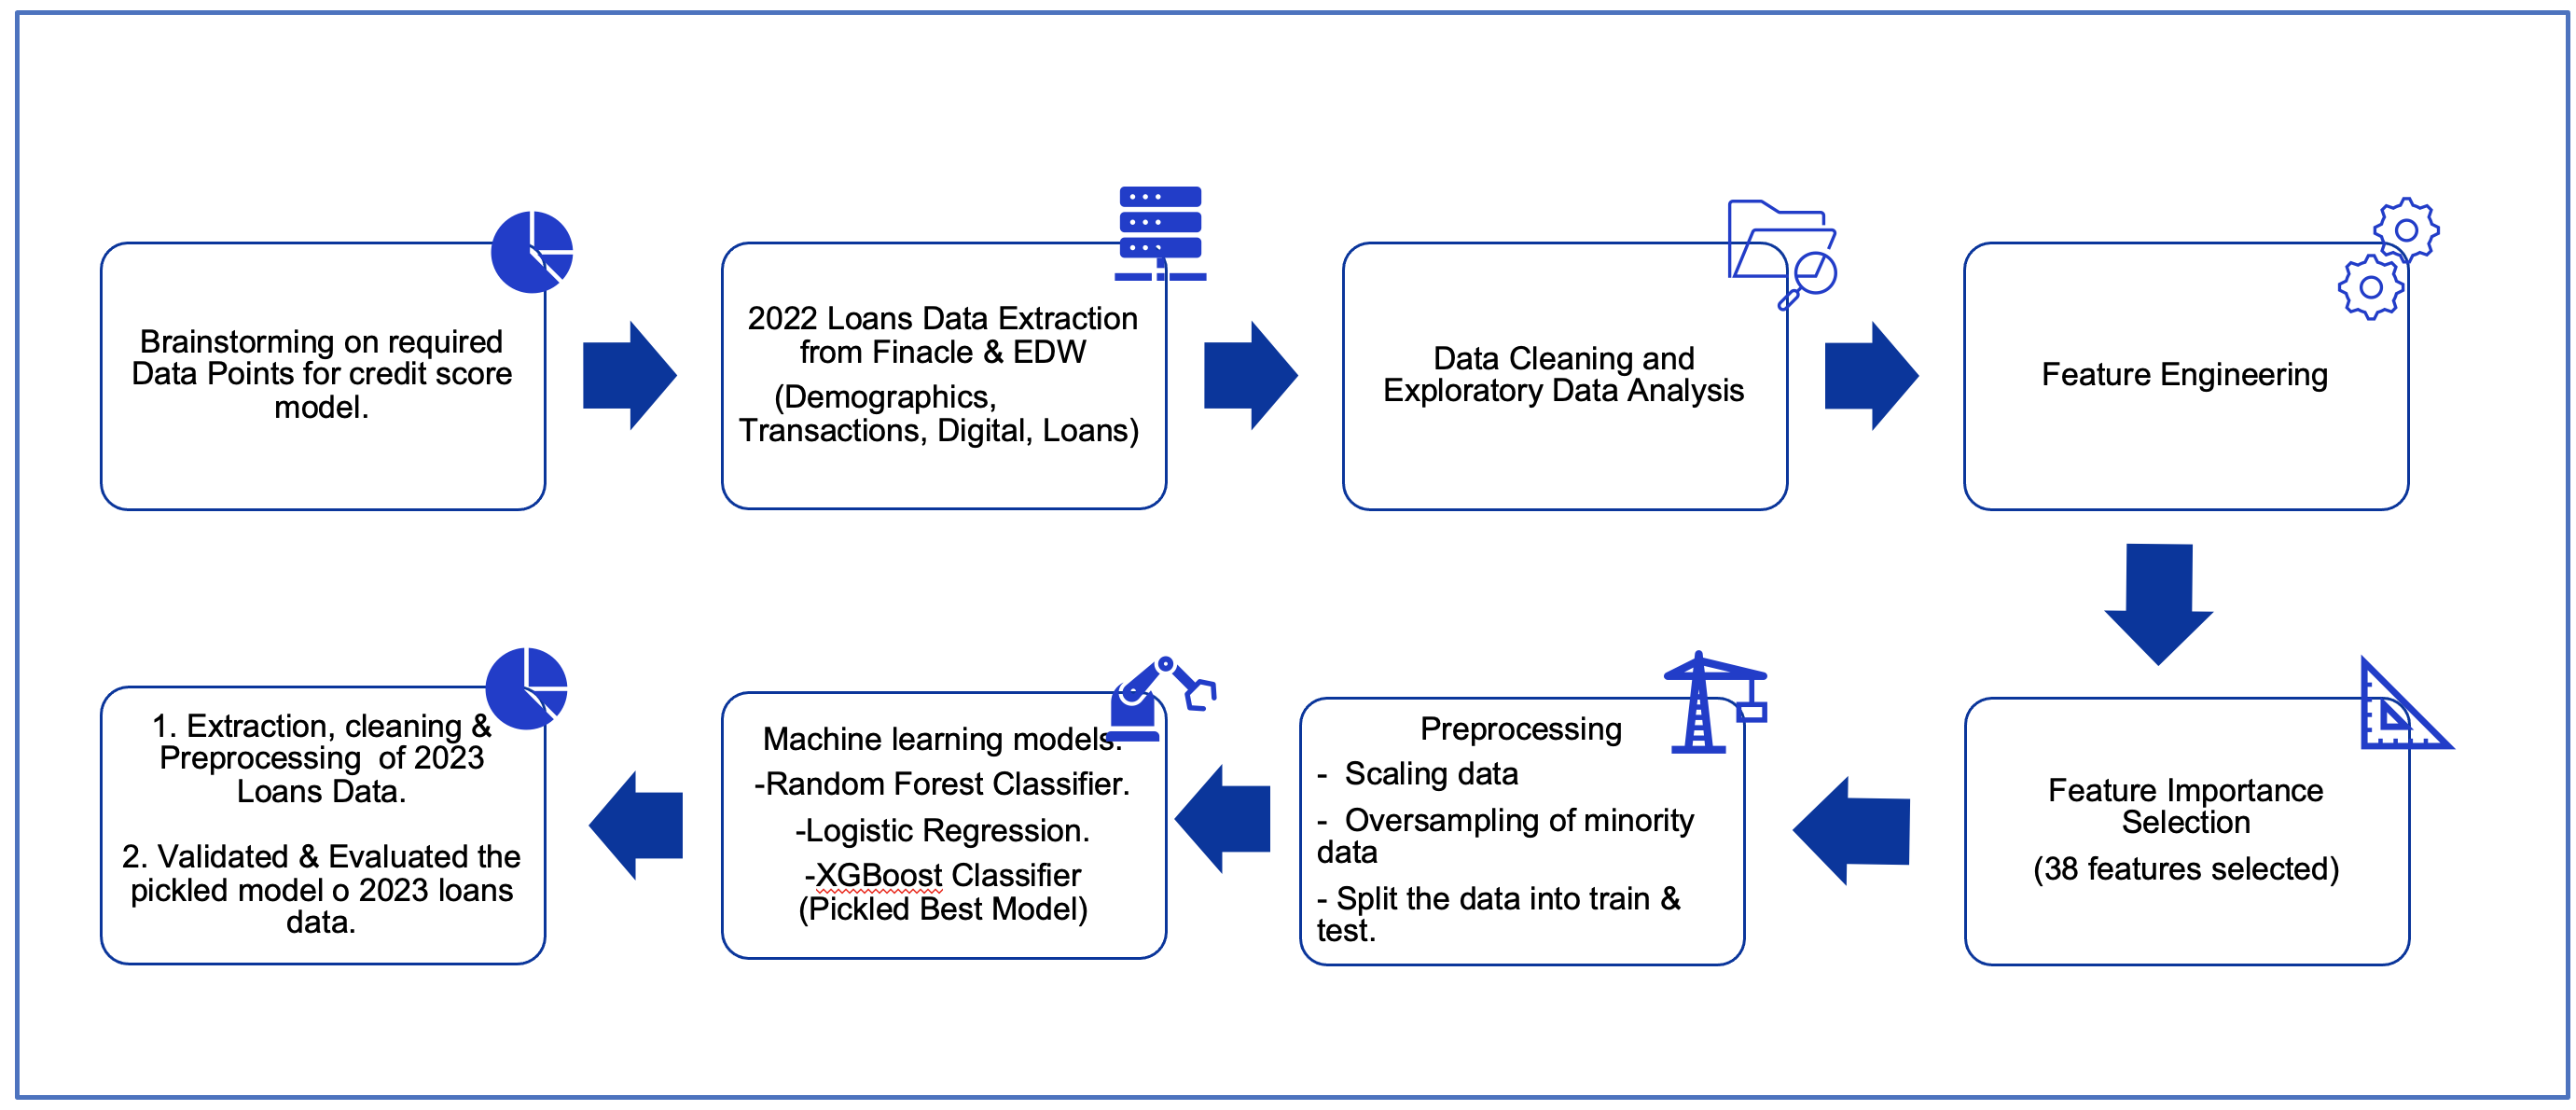 Brainstorming on required
Data Points for credit score
model.
2022 Loans Data Extraction
from Finacle & EDW
(Demographics,
Transactions, Digital, Loans)
Data Cleaning and
Exploratory Data Analysis
Feature Engineering
Feature Importance
Selection
(38 features selected)
Preprocessing
- Scaling data
- Oversampling of minority
data
- Split the data into train &
test.
Machine learning models.
-Random Forest Classifier.
-Logistic Regression.
-XGBoost Classifier
(Pickled Best Model)
1. Extraction, cleaning &
Preprocessing of 2023
Loans Data.
2. Validated & Evaluated the
pickled model o 2023 loans
data.